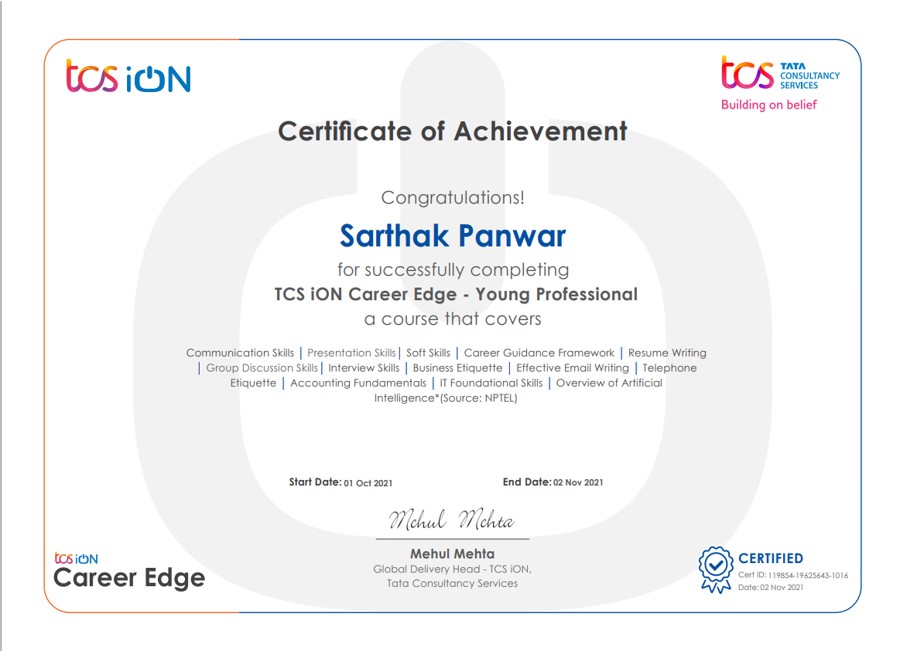 tcs iON
tcs TATA
CONSULTANCY
SERVICES
Building on belief
Certificate of Achievement
Congratulations!
Sarthak Panwar
for successfully completing
TCS iON Career Edge - Young Professional
a course that covers
Communication Skills | Presentation Skills | Soft Skills | Career Guidance Framework | Resume Writing
| Group Discussion Skills | Interview Skills | Business Etiquette | Effective Email Writing | Telephone
Etiquette | Accounting Fundamentals | IT Foundational Skills | Overview of Artificial
Intelligence*(Source: NPTEL)
Start Date: 01 Oct 2021 End Date: 02 Nov 2021
Mehul Mehta
Mehul Mehta
Global Delivery Head - TCS iON,
Tata Consultancy Services
tcs iON
Career Edge
CERTIFIED
Cert ID: 119854-19625643-1016
Date: 02 Nov 2021